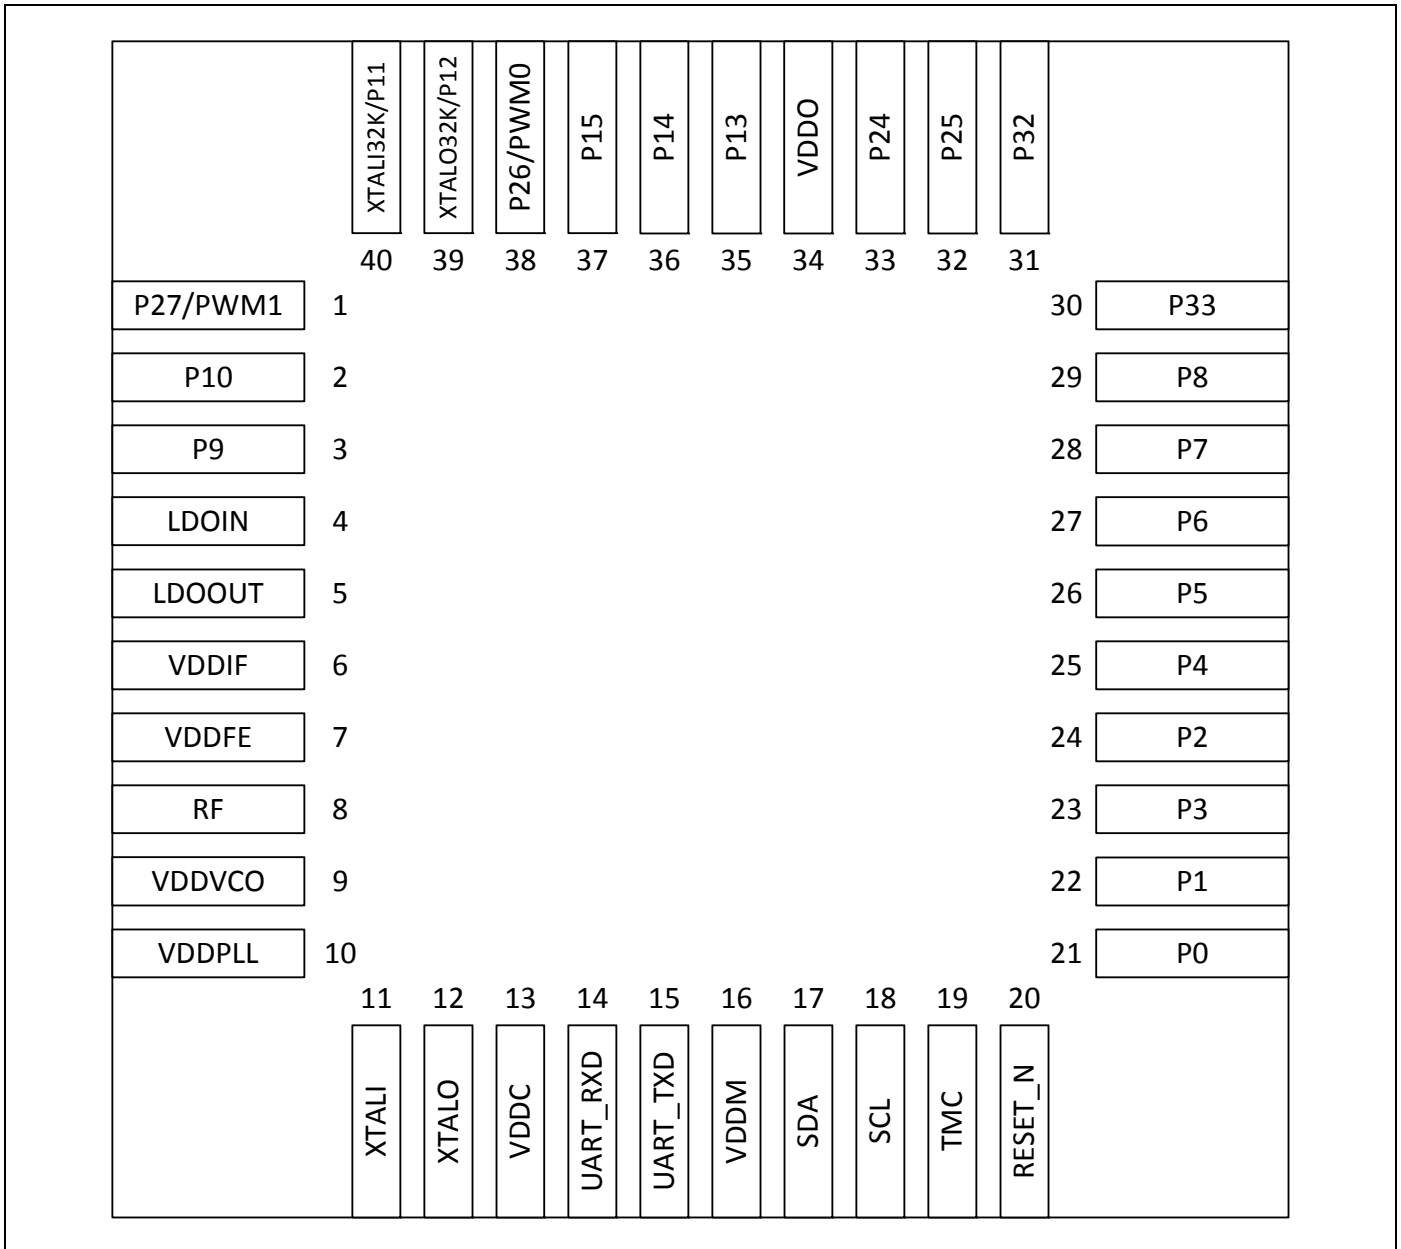 XTALI32K/P11
XTALO32K/P12
P26/PWM0
P15
P14
P13
VDDO
P24
P25
P32
40 39 38 37 36 35 34 33 32 31
P27/PWM1 1 30 P33
P10 2 29 P8
P9 3 28 P7
LDOIN 4 27 P6
LDOOUT 5 26 P5
VDDIF 6 25 P4
VDDFE 7 24 P2
RF 8 23 P3
VDDVCO 9 22 P1
VDDPLL 10 21 P0
11 12 13 14 15 16 17 18 19 20
XTALI
XTALO
VDDC
UART_RXD
UART_TXD
VDDM
SDA
SCL
TMC
RESET_N